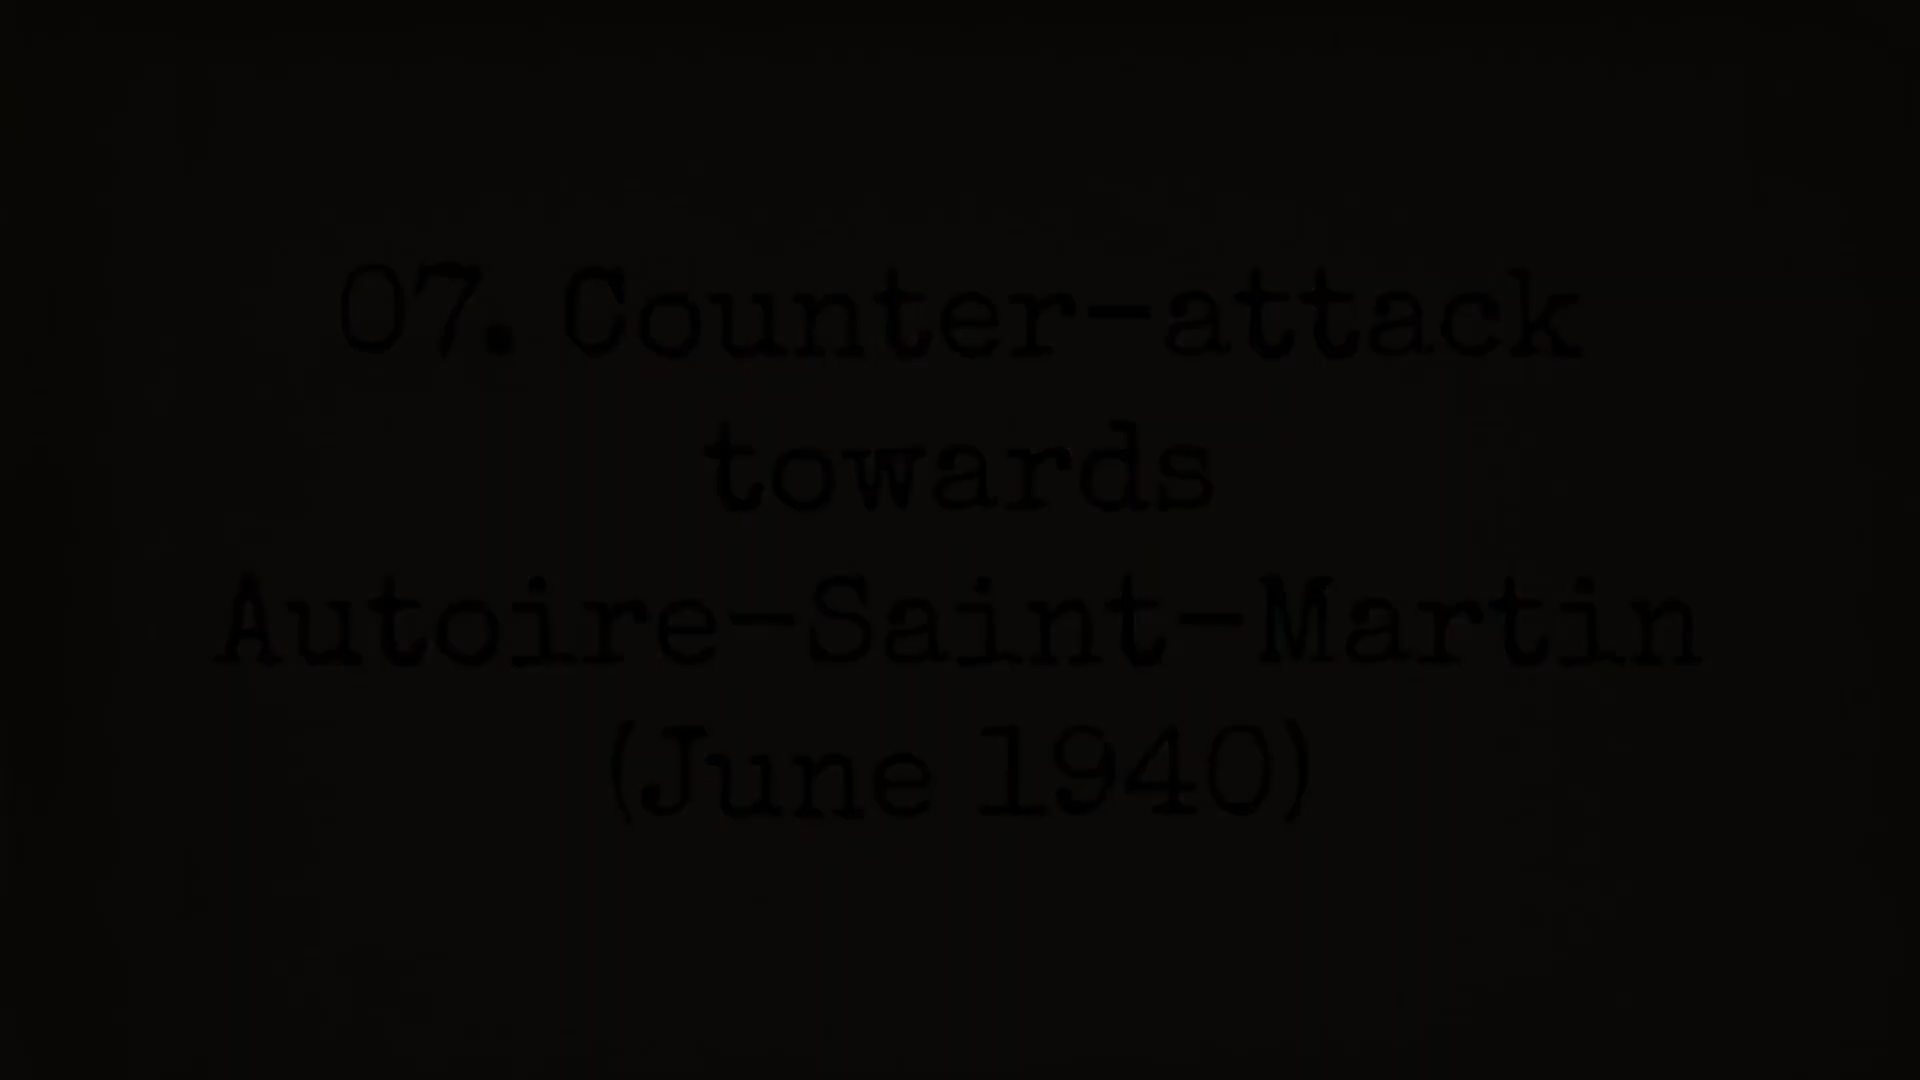 07. Counter-attack
towards
Autoire-Saint-Martin
(June 1940)